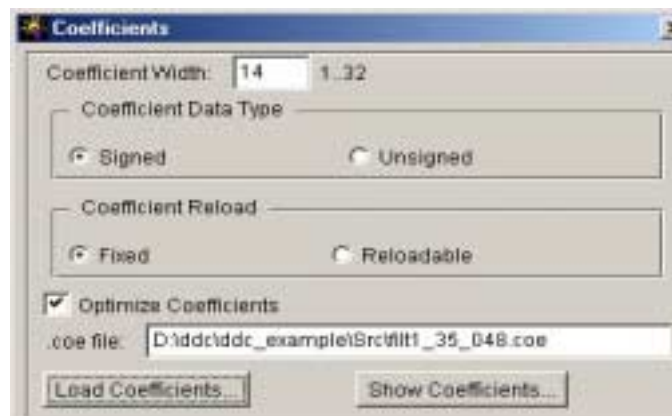 Coefficients
Coefficient Width: 14 1..32
Coefficient Data Type
Signed Unsigned
Coefficient Reload
Fixed Reloadable
Optimize Coefficients
.coe file: D:\ddc\ddc_example\Src\filt1_35_048.coe
Load Coefficients... Show Coefficients...